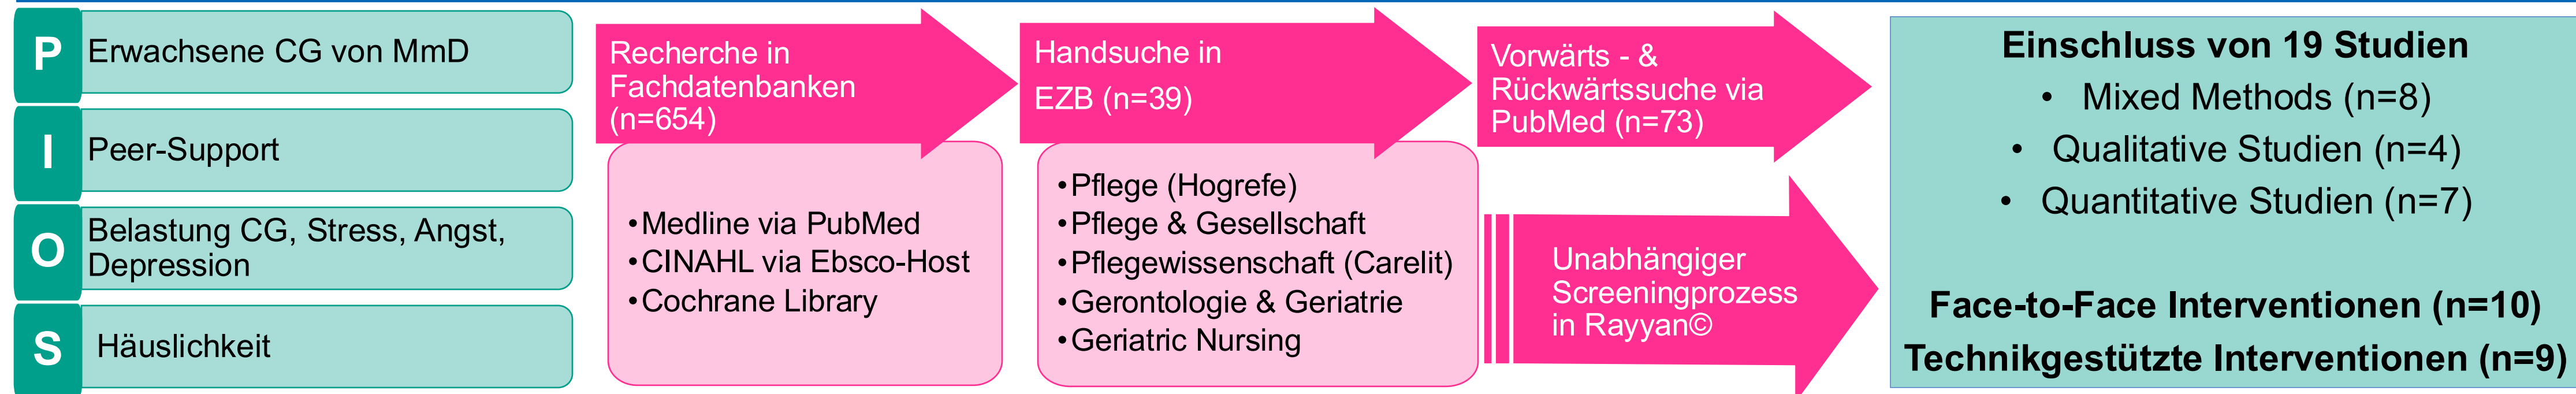 P
Erwachsene CG von MmD
I
Peer-Support
O
Belastung CG, Stress, Angst,
Depression
S
Häuslichkeit
Recherche in
Fachdatenbanken
(n=654)
•Medline via PubMed
•CINAHL via Ebsco-Host
•Cochrane Library
Handsuche in
EZB (n=39)
•Pflege (Hogrefe)
•Pflege & Gesellschaft
•Pflegewissenschaft (Carelit)
•Gerontologie & Geriatrie
•Geriatric Nursing
Vorwärts - &
Rückwärtssuche via
PubMed (n=73)
Unabhängiger
Screeningprozess
in Rayyan©
Einschluss von 19 Studien
• Mixed Methods (n=8)
• Qualitative Studien (n=4)
• Quantitative Studien (n=7)
Face-to-Face Interventionen (n=10)
Technikgestützte Interventionen (n=9)